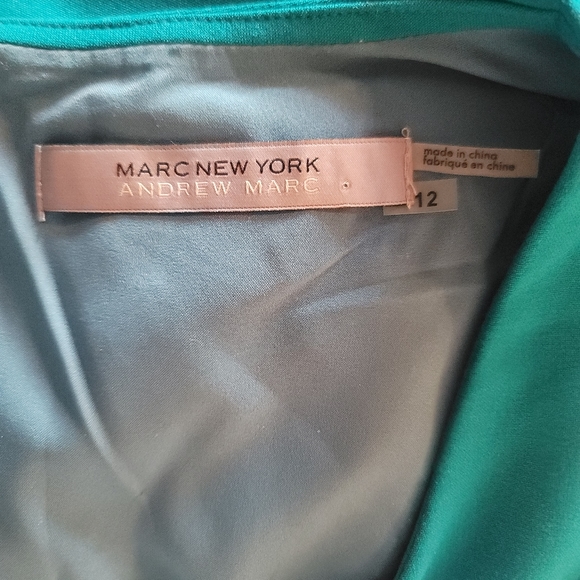 MARC NEW YORK
ANDREW MARC
made in china
fabriqué en chine
12